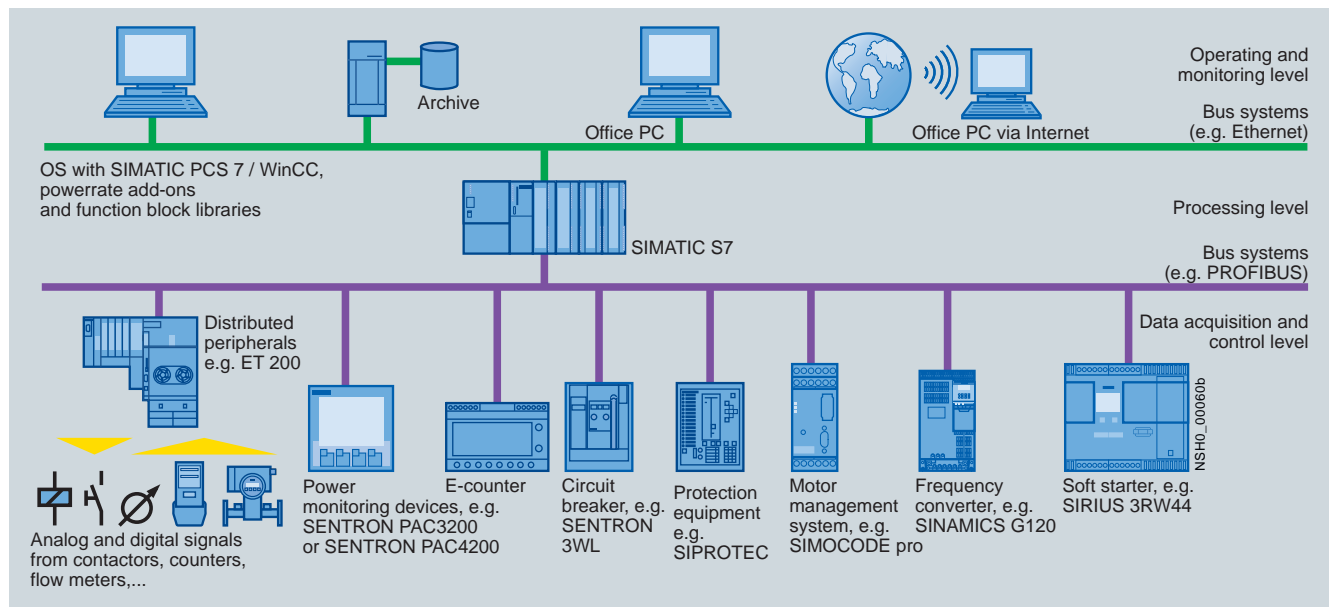 Operating and
monitoring level
Archive
Office PC
Office PC via Internet
Bus systems
(e.g. Ethernet)
OS with SIMATIC PCS 7 / WinCC,
powerrate add-ons
and function block libraries
Processing level
SIMATIC S7
Bus systems
(e.g. PROFIBUS)
Distributed
peripherals
e.g. ET 200
Data acquisition and
control level
NSH0_00060b
Analog and digital signals
from contactors, counters,
flow meters,...
Power
monitoring devices, e.g.
SENTRON PAC3200
or SENTRON PAC4200
E-counter
Circuit
breaker, e.g.
SENTRON
3WL
Protection
equipment
e.g.
SIPROTEC
Motor
management
system, e.g.
SIMOCODE pro
Frequency
converter, e.g.
SINAMICS G120
Soft starter, e.g.
SIRIUS 3RW44